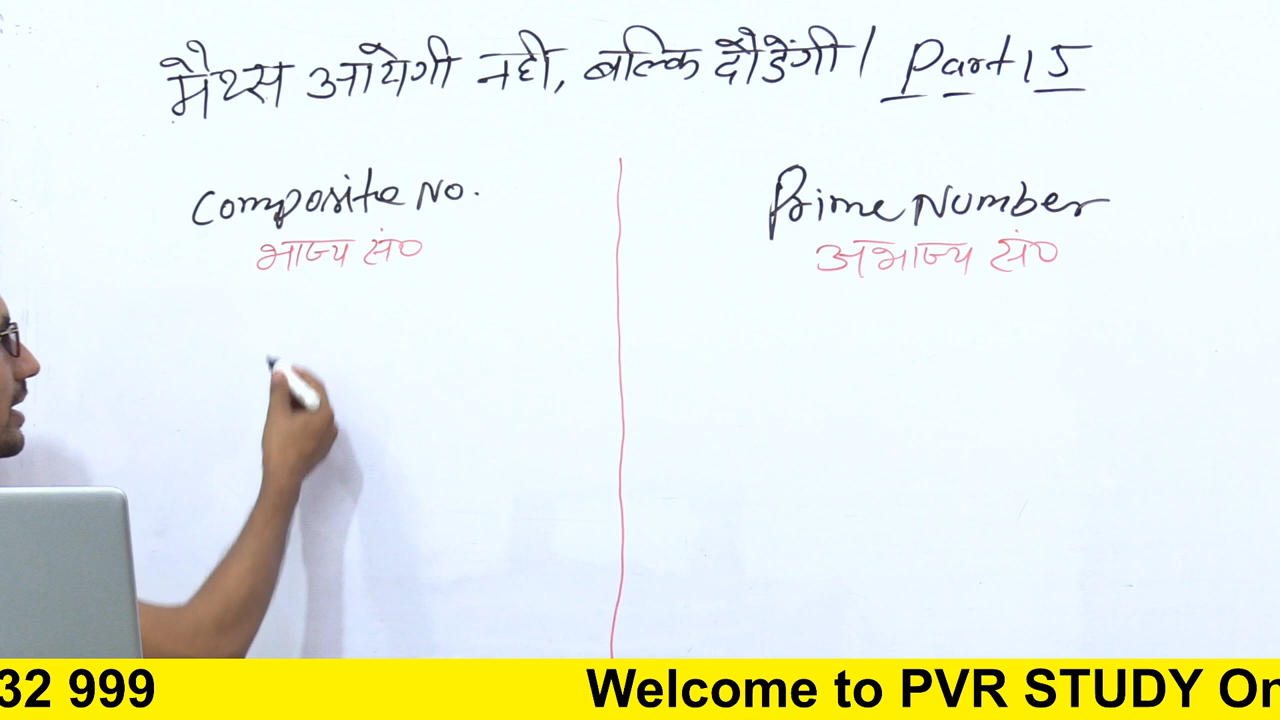 मैथ्स आयेगी नही, बल्कि दौडेंगी। Part 15
Composite No.
भाज्य सं०
Prime Number
अभाज्य सं०
32 999 Welcome to PVR STUDY On